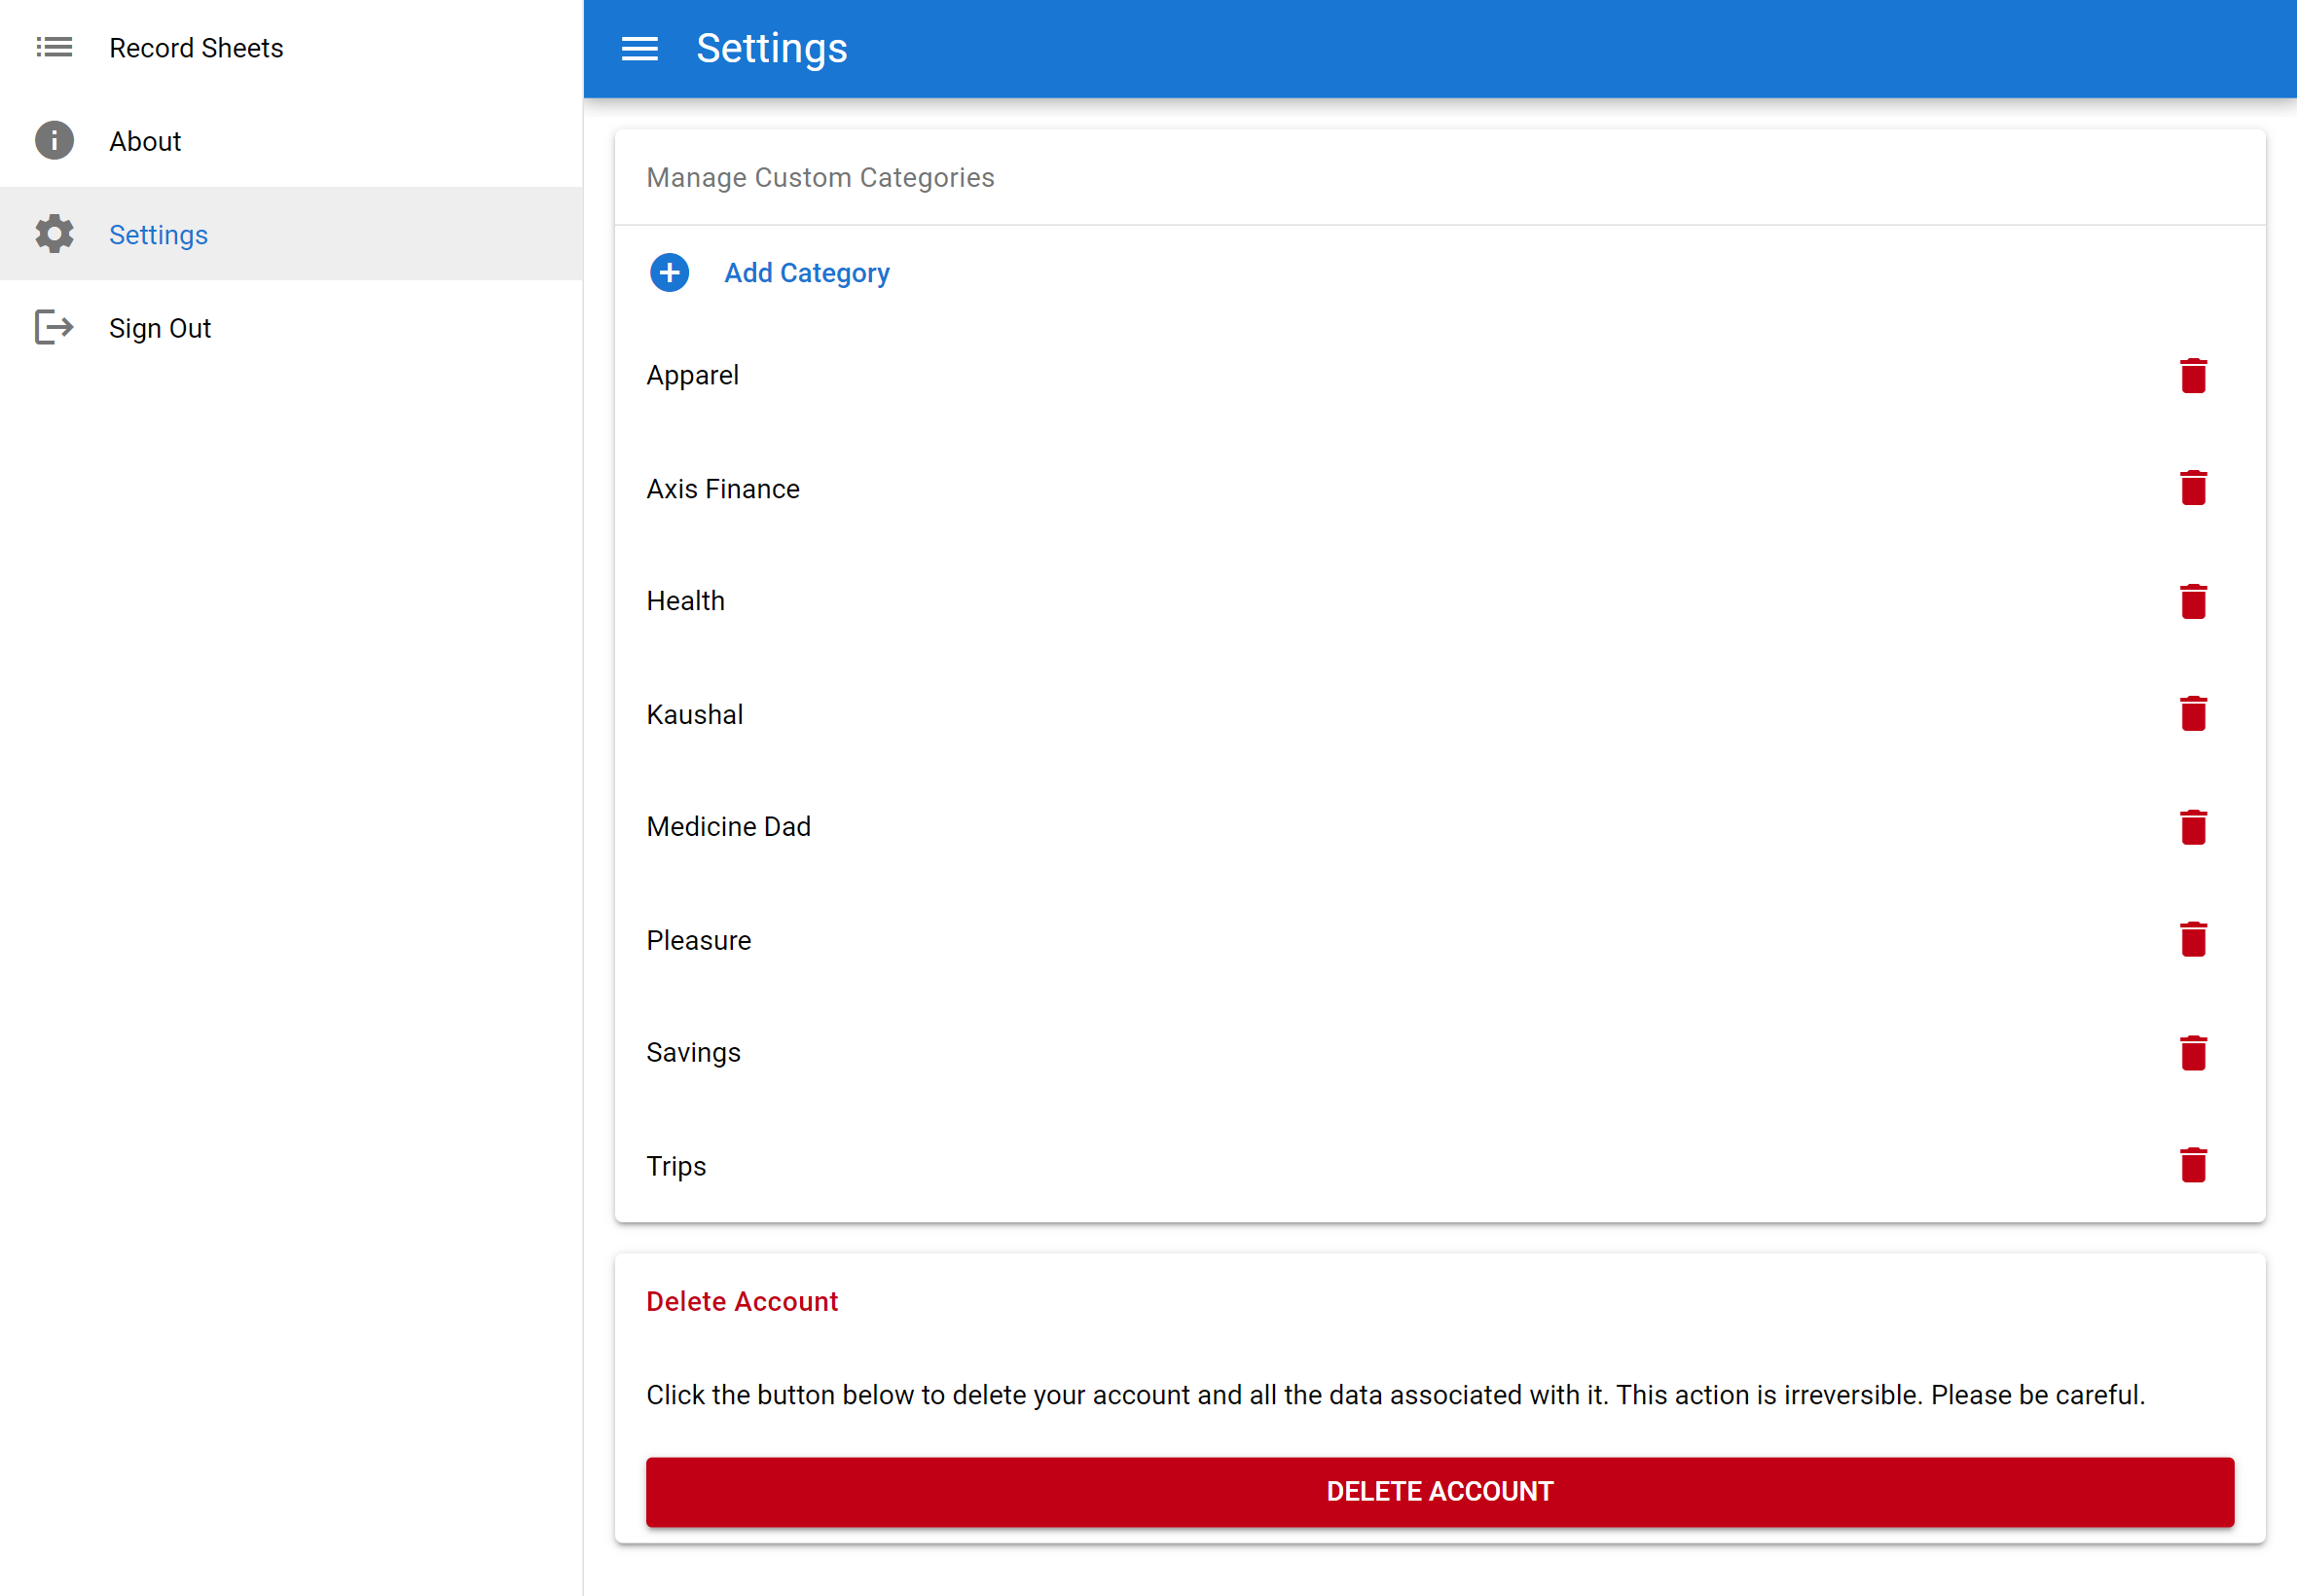 Record Sheets
About
Settings
Sign Out
Settings
Manage Custom Categories
Add Category
Apparel
Axis Finance
Health
Kaushal
Medicine Dad
Pleasure
Savings
Trips
Delete Account
Click the button below to delete your account and all the data associated with it. This action is irreversible. Please be careful.
DELETE ACCOUNT